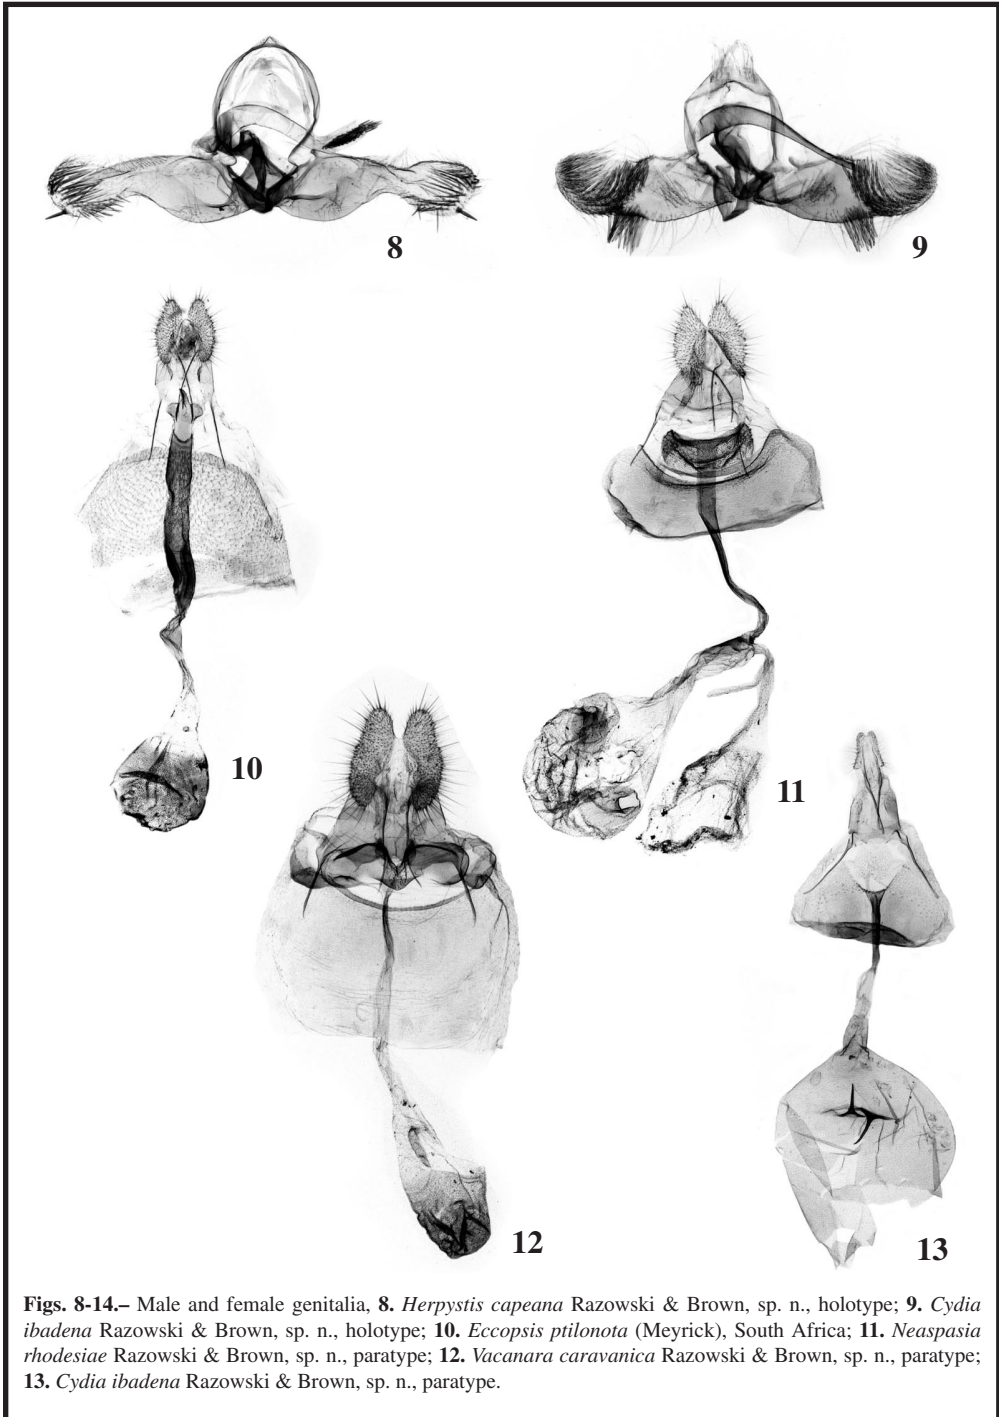 8
9
10
11
12
13
Figs. 8-14.– Male and female genitalia, 8. Herpystis capeana Razowski & Brown, sp. n., holotype; 9. Cydia
ibadena Razowski & Brown, sp. n., holotype; 10. Eccopsis ptilonota (Meyrick), South Africa; 11. Neaspasia
rhodesiae Razowski & Brown, sp. n., paratype; 12. Vacanara caravanica Razowski & Brown, sp. n., paratype;
13. Cydia ibadena Razowski & Brown, sp. n., paratype.